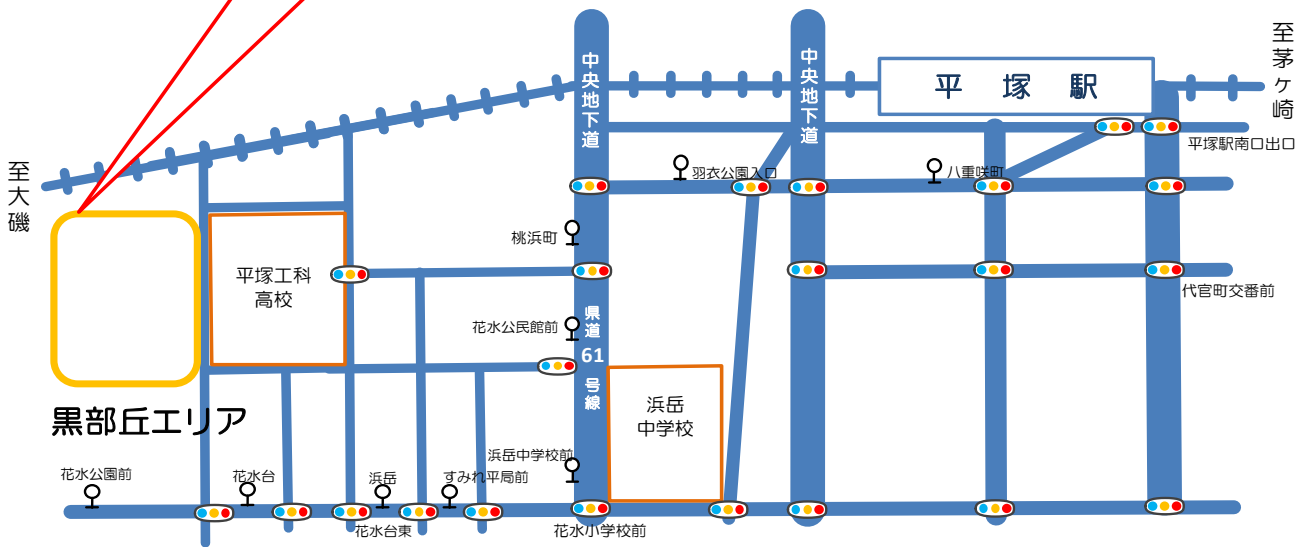 至茅ヶ崎
中央地下道
中央地下道
平塚駅
平塚駅南口出口
至大磯
羽衣公園入口
八重咲町
桃浜町
平塚工科
高校
代官町交番前
県道
61
号線
花水公民館前
浜岳
中学校
黒部丘エリア
浜岳中学校前
花水公園前
花水台
浜岳
すみれ平局前
花水台東
花水小学校前